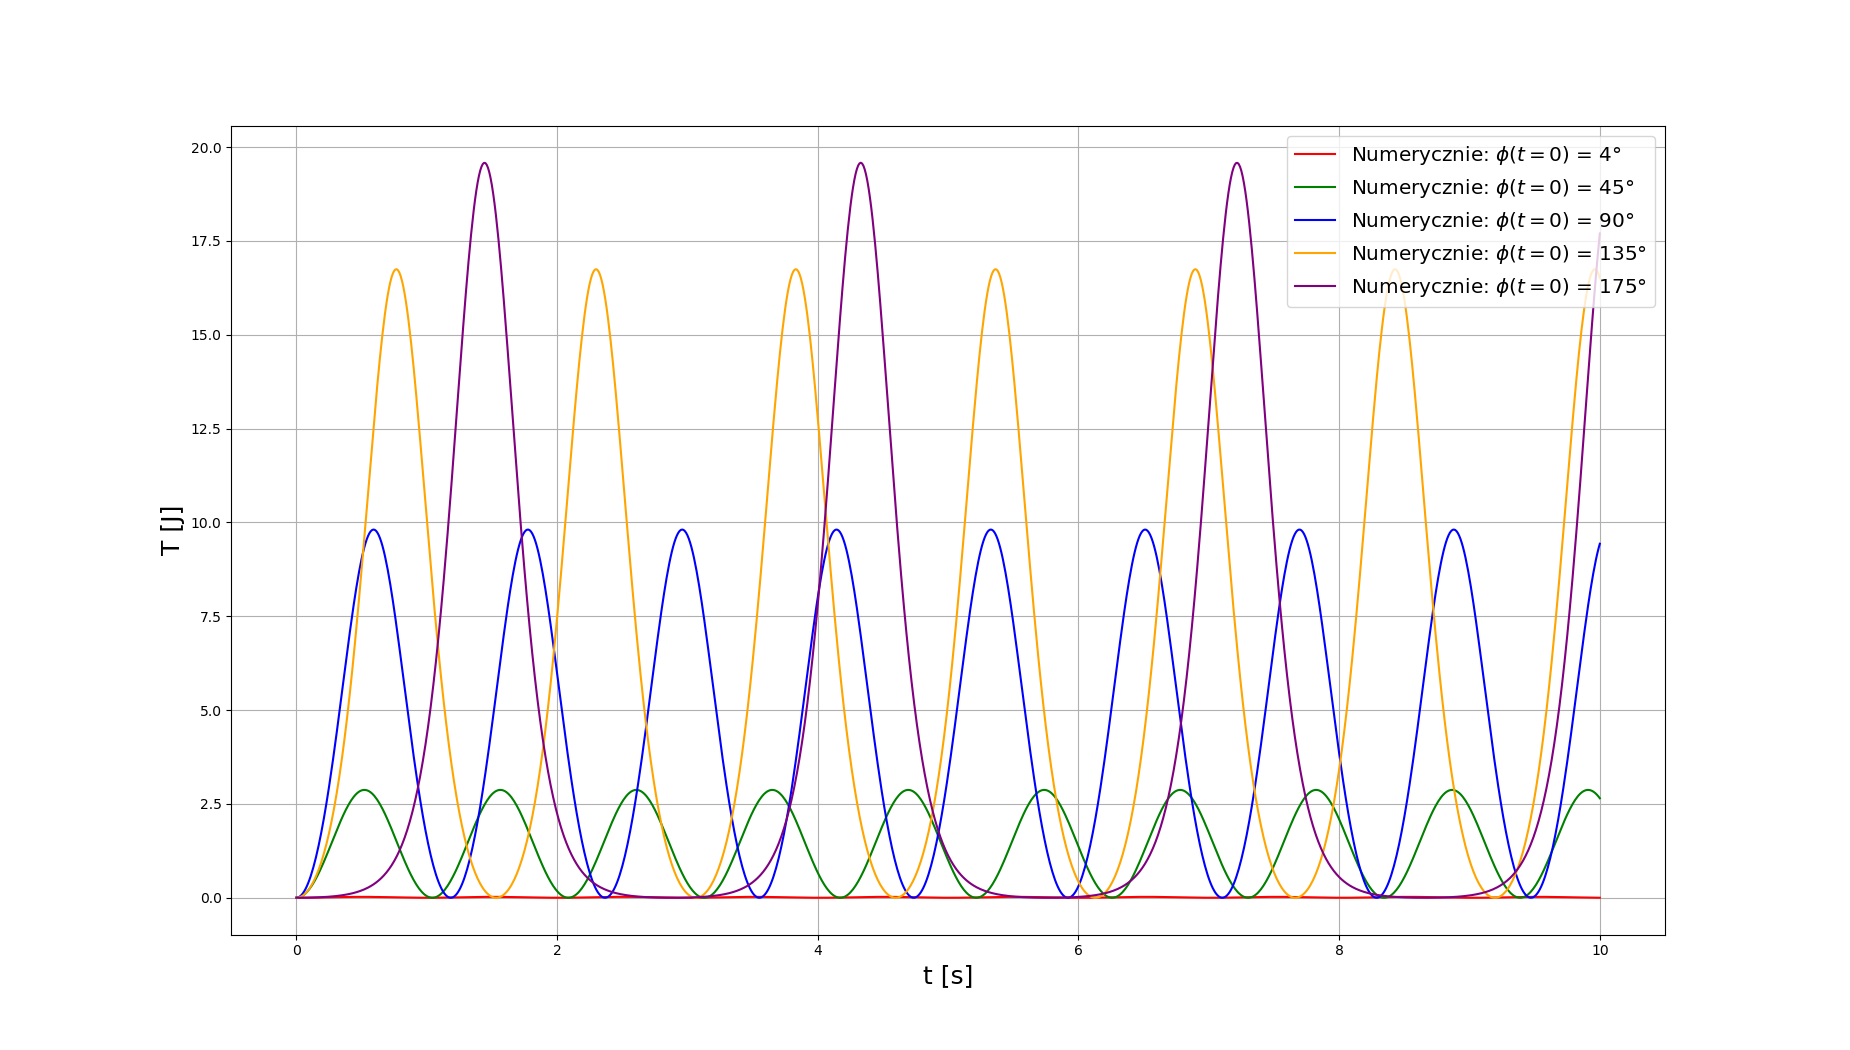 20.0
17.5
15.0
12.5
10.0
7.5
5.0
2.5
0.0
T [J]
0 2 4 6 8 10
t [s]
Numerycznie: ϕ(t = 0) = 4°
Numerycznie: ϕ(t = 0) = 45°
Numerycznie: ϕ(t = 0) = 90°
Numerycznie: ϕ(t = 0) = 135°
Numerycznie: ϕ(t = 0) = 175°